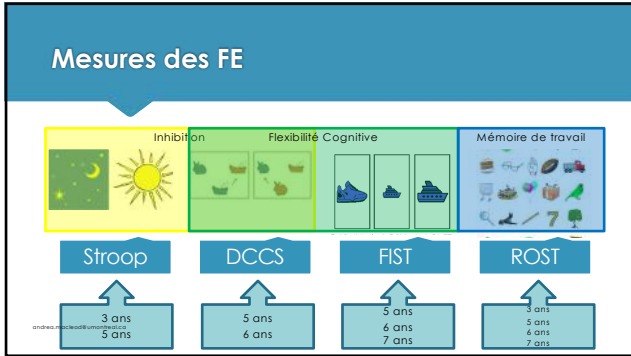 Mesures des FE
Inhibition
Flexibilité Cognitive
Mémoire de travail
7
Stroop
DCCS
FIST
ROST
3 ans
5 ans
5 ans
6 ans
5 ans
6 ans
7 ans
3 ans
5 ans
6 ans
7 ans
andrea.macleod@umontreal.ca